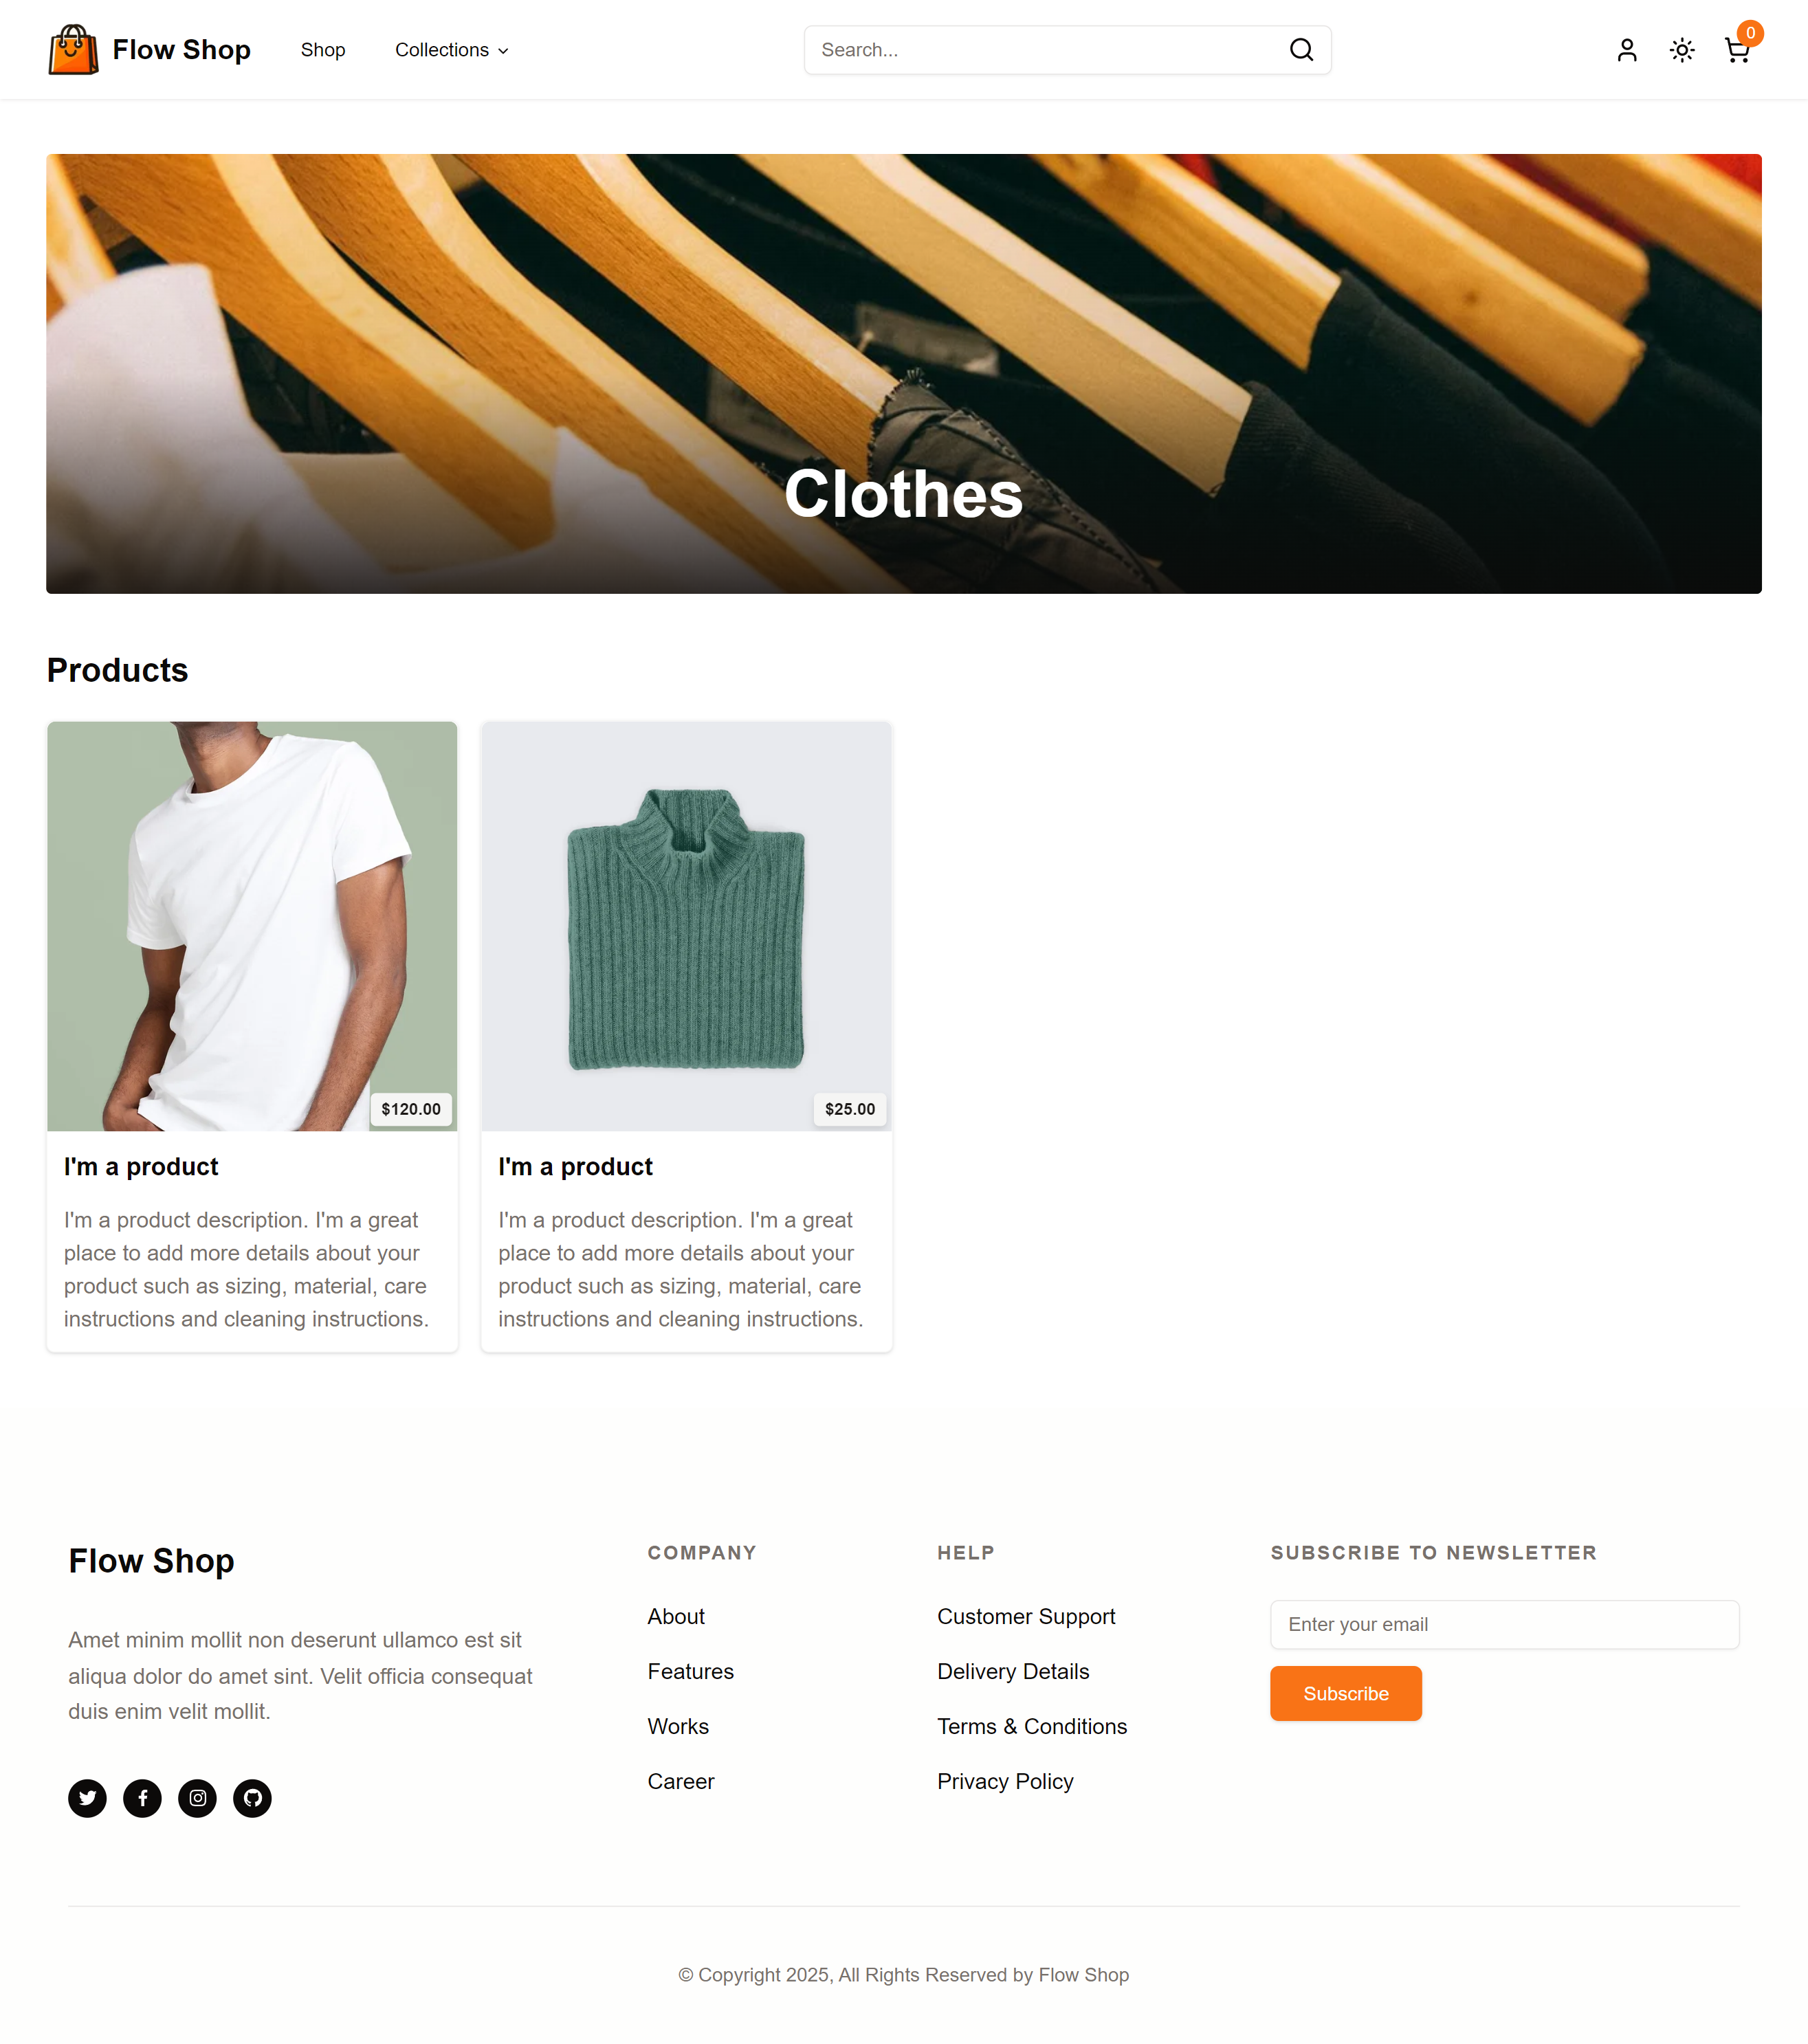 Flow Shop
Shop
Collections
Search...
0
Clothes
Products
$120.00
$25.00
I'm a product
I'm a product description. I'm a great
place to add more details about your
product such as sizing, material, care
instructions and cleaning instructions.
I'm a product
I'm a product description. I'm a great
place to add more details about your
product such as sizing, material, care
instructions and cleaning instructions.
Flow Shop
Amet minim mollit non deserunt ullamco est sit
aliqua dolor do amet sint. Velit officia consequat
duis enim velit mollit.
COMPANY
About
Features
Works
Career
HELP
Customer Support
Delivery Details
Terms & Conditions
Privacy Policy
SUBSCRIBE TO NEWSLETTER
Enter your email
Subscribe
© Copyright 2025, All Rights Reserved by Flow Shop